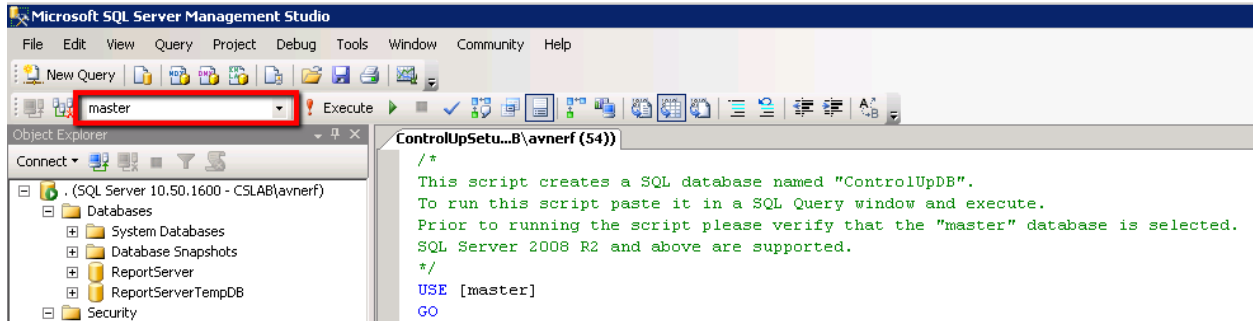 Microsoft SQL Server Management Studio
File Edit View Query Project Debug Tools Window Community Help
New Query
master Execute
Object Explorer
Connect
. (SQL Server 10.50.1600 - CSLAB\avnerf)
Databases
System Databases
Database Snapshots
ReportServer
ReportServerTempDB
Security
ControlUpSetu...B\avnerf (54))
/*
This script creates a SQL database named "ControlUpDB".
To run this script paste it in a SQL Query window and execute.
Prior to running the script please verify that the "master" database is selected.
SQL Server 2008 R2 and above are supported.
*/
USE [master]
GO